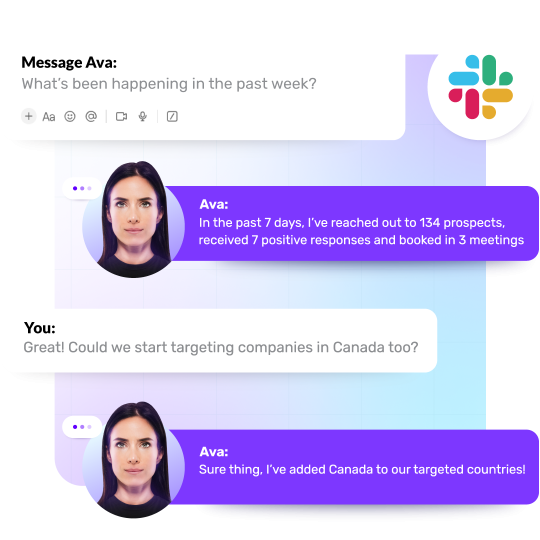 Message Ava:
What's been happening in the past week?
Aa
Ava:
In the past 7 days, I've reached out to 134 prospects,
received 7 positive responses and booked in 3 meetings
You:
Great! Could we start targeting companies in Canada too?
Ava:
Sure thing, I've added Canada to our targeted countries!